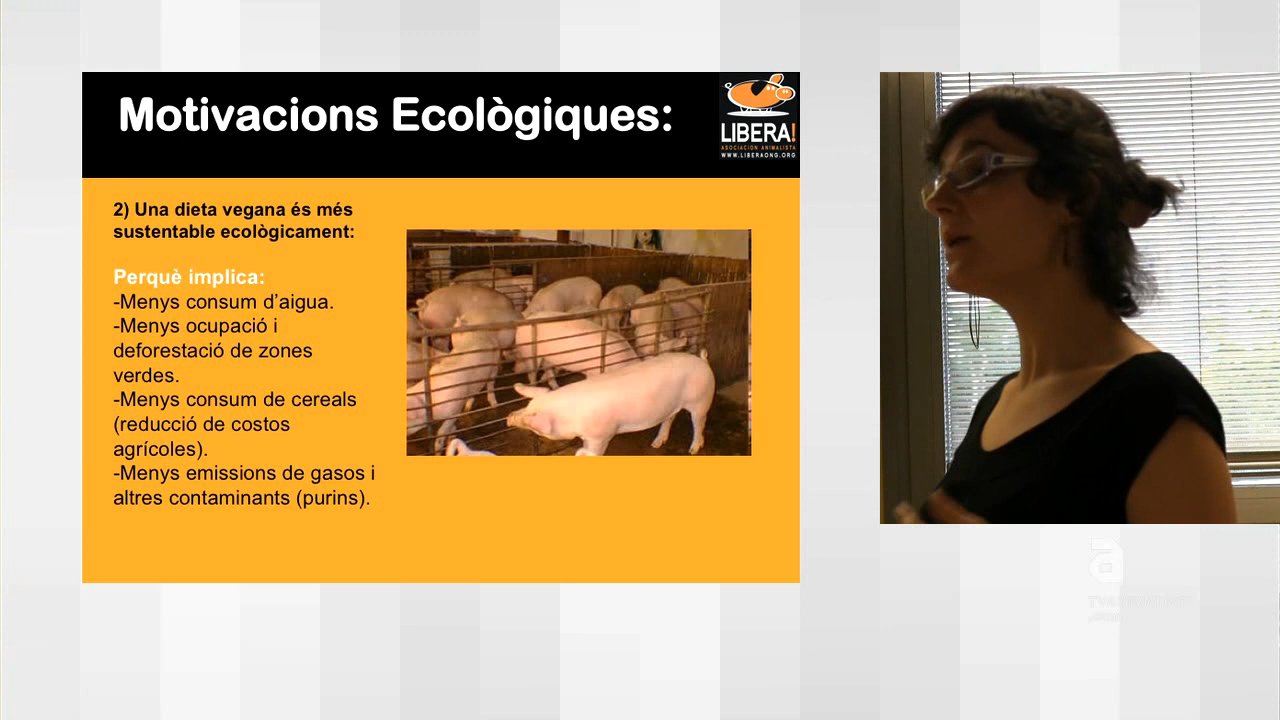 Motivacions Ecològiques:
LIBERA!
ASOCIACION ANIMALISTA
WWW.LIBERAONG.ORG
2) Una dieta vegana és més
sustentable ecològicament:
Perquè implica:
-Menys consum d’aigua.
-Menys ocupació i
deforestació de zones
verdes.
-Menys consum de cereals
(reducció de costos
agrícoles).
-Menys emissions de gasos i
altres contaminants (purins).
a